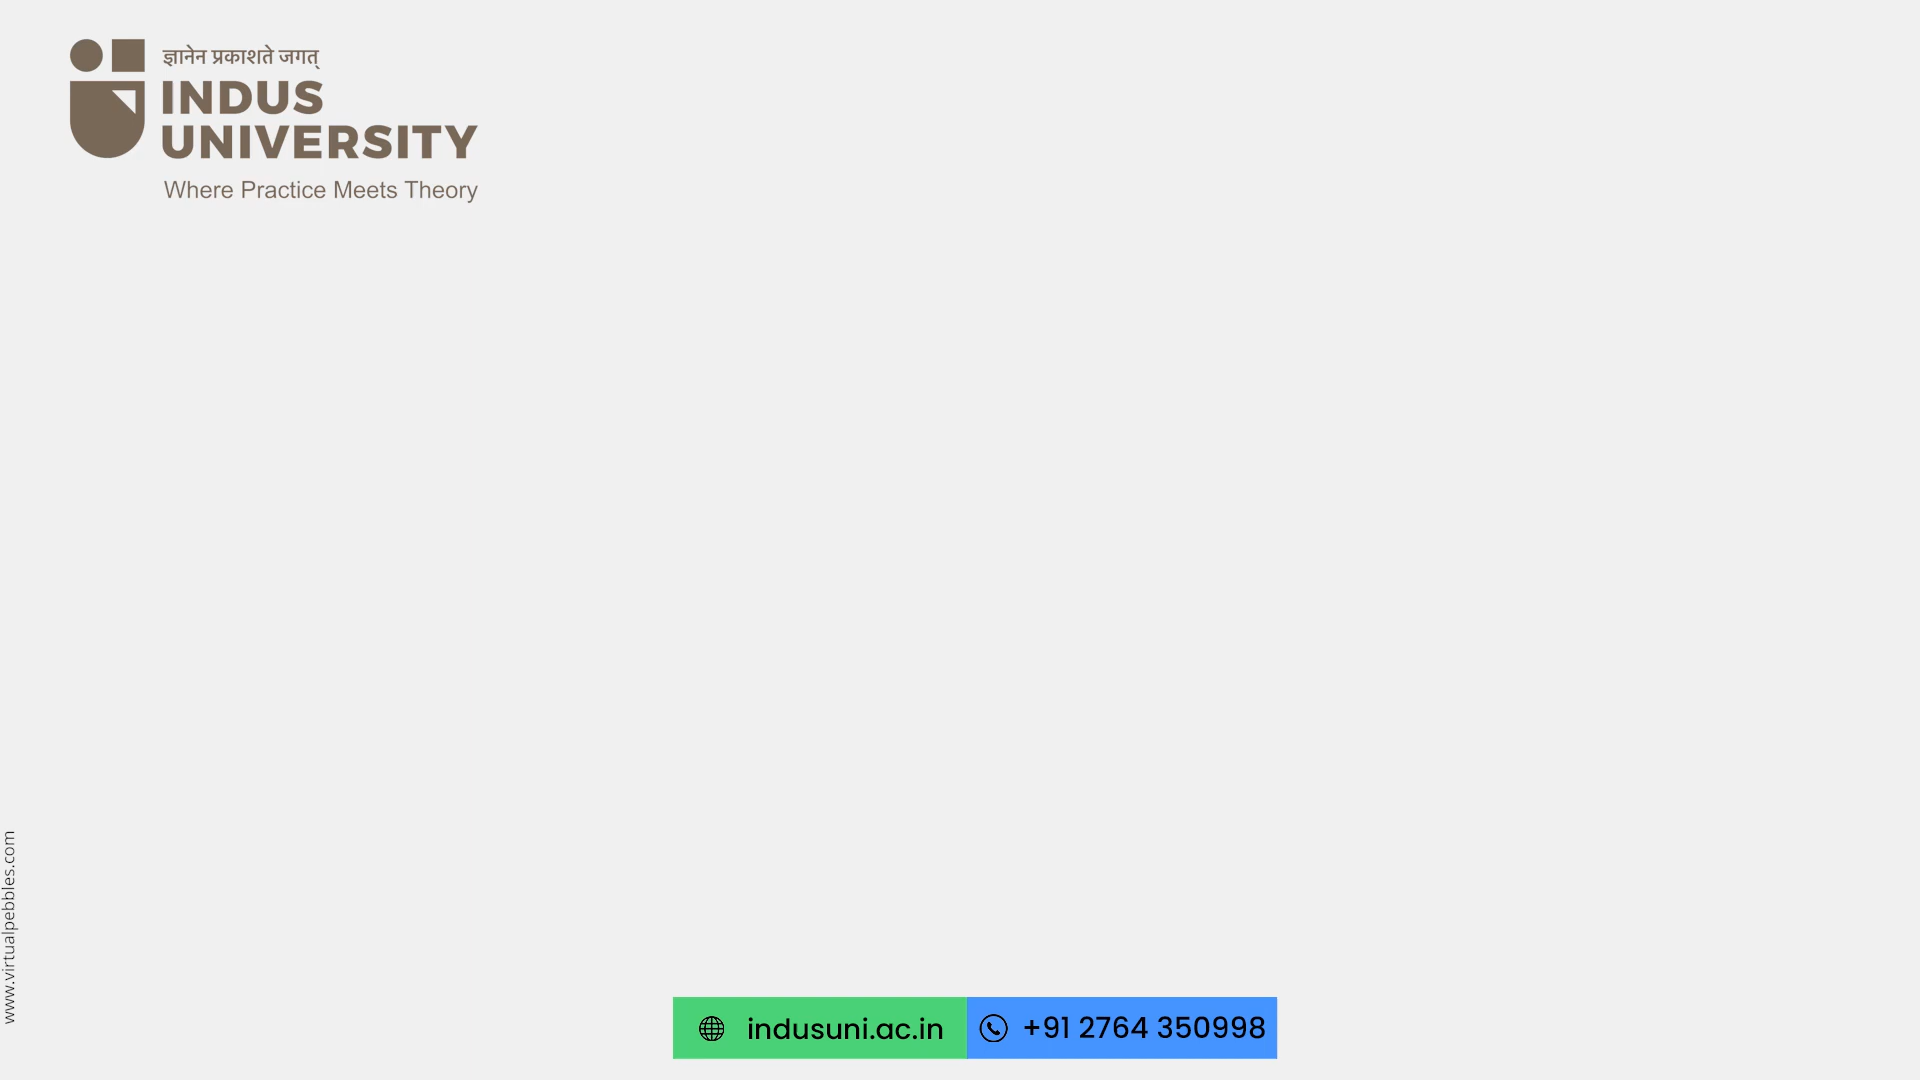 ज्ञानेन प्रकाशते जगत्
INDUS
UNIVERSITY
Where Practice Meets Theory
www.virtualpebbles.com
indusuni.ac.in
+91 2764 350998